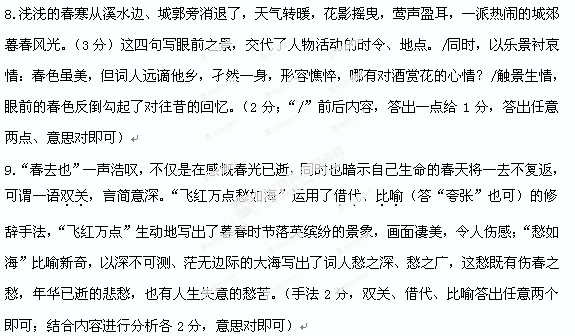 8.浅浅的春寒从溪水边、城郭旁消退了，天气转暖，花影摇曳，莺声盈耳，一派热闹的城郊
暮春风光。（3 分）这四句写眼前之景，交代了人物活动的时令、地点。/同时，以乐景衬哀
情：春色虽美，但词人远谪他乡，孑然一身，形容憔悴，哪有对酒赏花的心情？/触景生情，
眼前的春色反倒勾起了对往昔的回忆。（2 分；“/”前后内容，答出一点给 1 分，答出任意
两点、意思对即可）
9.“春去也”一声浩叹，不仅是在感慨春光已逝，同时也暗示自己生命的春天将一去不复返，
可谓一语双关，言简意深。“飞红万点愁如海”运用了借代、比喻（答“夸张”也可）的修
辞手法，“飞红万点”生动地写出了暮春时节落英缤纷的景象，画面凄美，令人伤感；“愁如
海”比喻新奇，以深不可测、茫无边际的大海写出了词人愁之深、愁之广，这愁既有伤春之
愁，年华已逝的悲愁，也有人生失意的愁苦。（手法 2 分，双关、借代、比喻答出任意两个
即可；结合内容进行分析各 2 分，意思对即可）